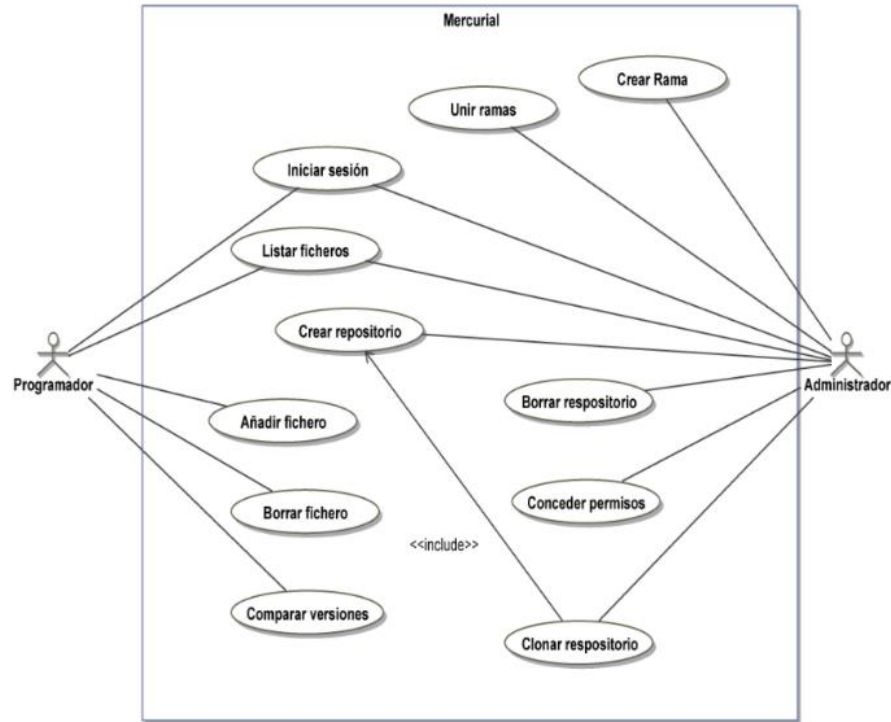 Mercurial
Crear Rama
Unir ramas
Iniciar sesión
Listar ficheros
Crear repositorio
Programador
Administrador
Borrar respositorio
Añadir fichero
Conceder permisos
Borrar fichero
<<include>>
Comparar versiones
Clonar respositorio